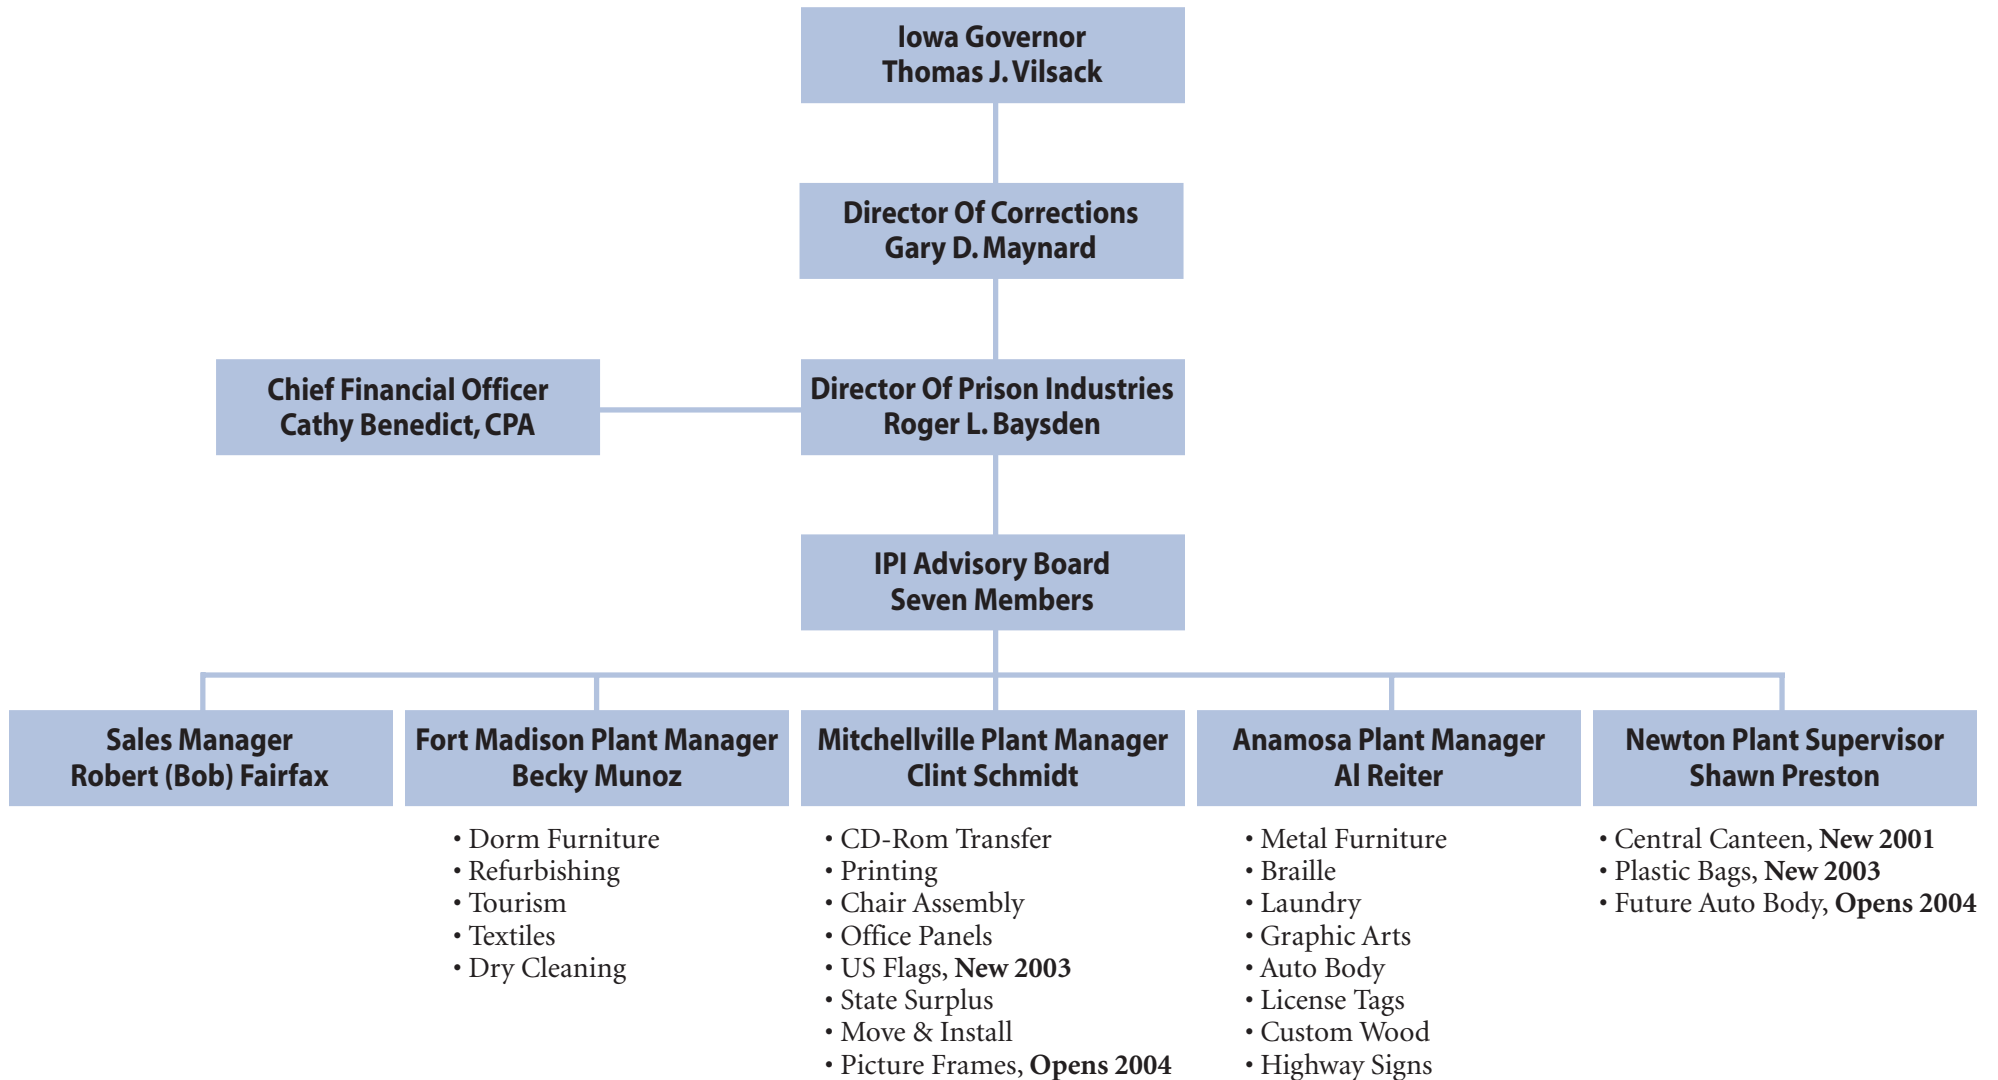 Iowa Governor
Thomas J. Vilsack
Director Of Corrections
Gary D. Maynard
Chief Financial Officer
Cathy Benedict, CPA
Director Of Prison Industries
Roger L. Baysden
IPI Advisory Board
Seven Members
Sales Manager
Robert (Bob) Fairfax
Fort Madison Plant Manager
Becky Munoz
• Dorm Furniture
• Refurbishing
• Tourism
• Textiles
• Dry Cleaning
Mitchellville Plant Manager
Clint Schmidt
• CD-Rom Transfer
• Printing
• Chair Assembly
• Office Panels
• US Flags, New 2003
• State Surplus
• Move & Install
• Picture Frames, Opens 2004
Anamosa Plant Manager
Al Reiter
• Metal Furniture
• Braille
• Laundry
• Graphic Arts
• Auto Body
• License Tags
• Custom Wood
• Highway Signs
Newton Plant Supervisor
Shawn Preston
• Central Canteen, New 2001
• Plastic Bags, New 2003
• Future Auto Body, Opens 2004